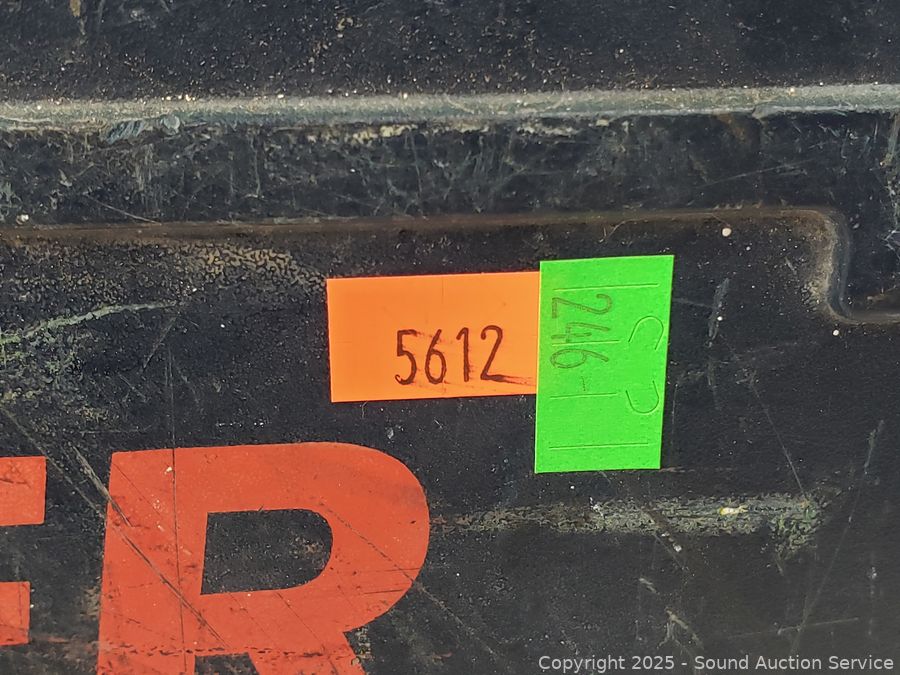 5612
246-
ER
Copyright 2025 - Sound Auction Service